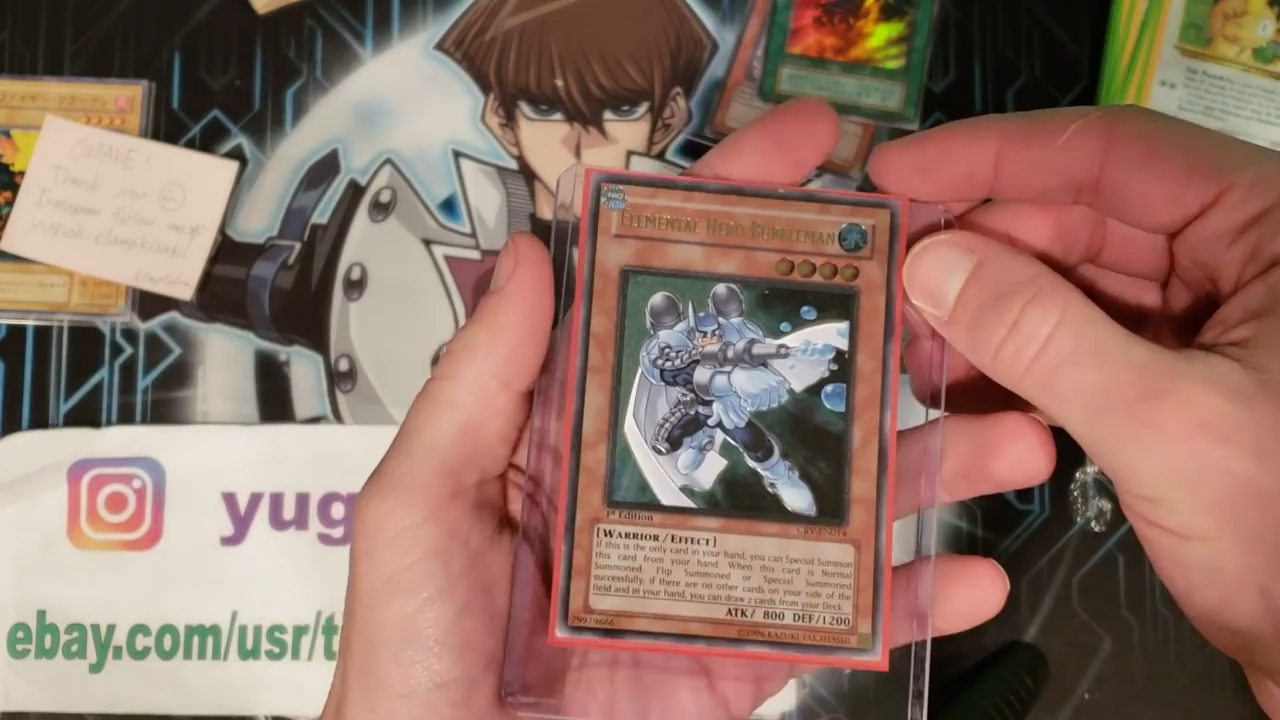 Thank you
ELEMENTAL HERO BUBBLEMAN
1st Edition
CRV-EN014
[WARRIOR / EFFECT]
If this is the only card in your hand, you can Special Summon
this card from your hand. When this card is Normal
Summoned, Flip Summoned or Special Summoned
successfully, if there are no other cards on your side of the
field and in your hand, you can draw 2 cards from your Deck.
ATK/ 800 DEF/1200
79979666
©1996 KAZUKI TAKAHASHI
yug
ebay.com/usr/t